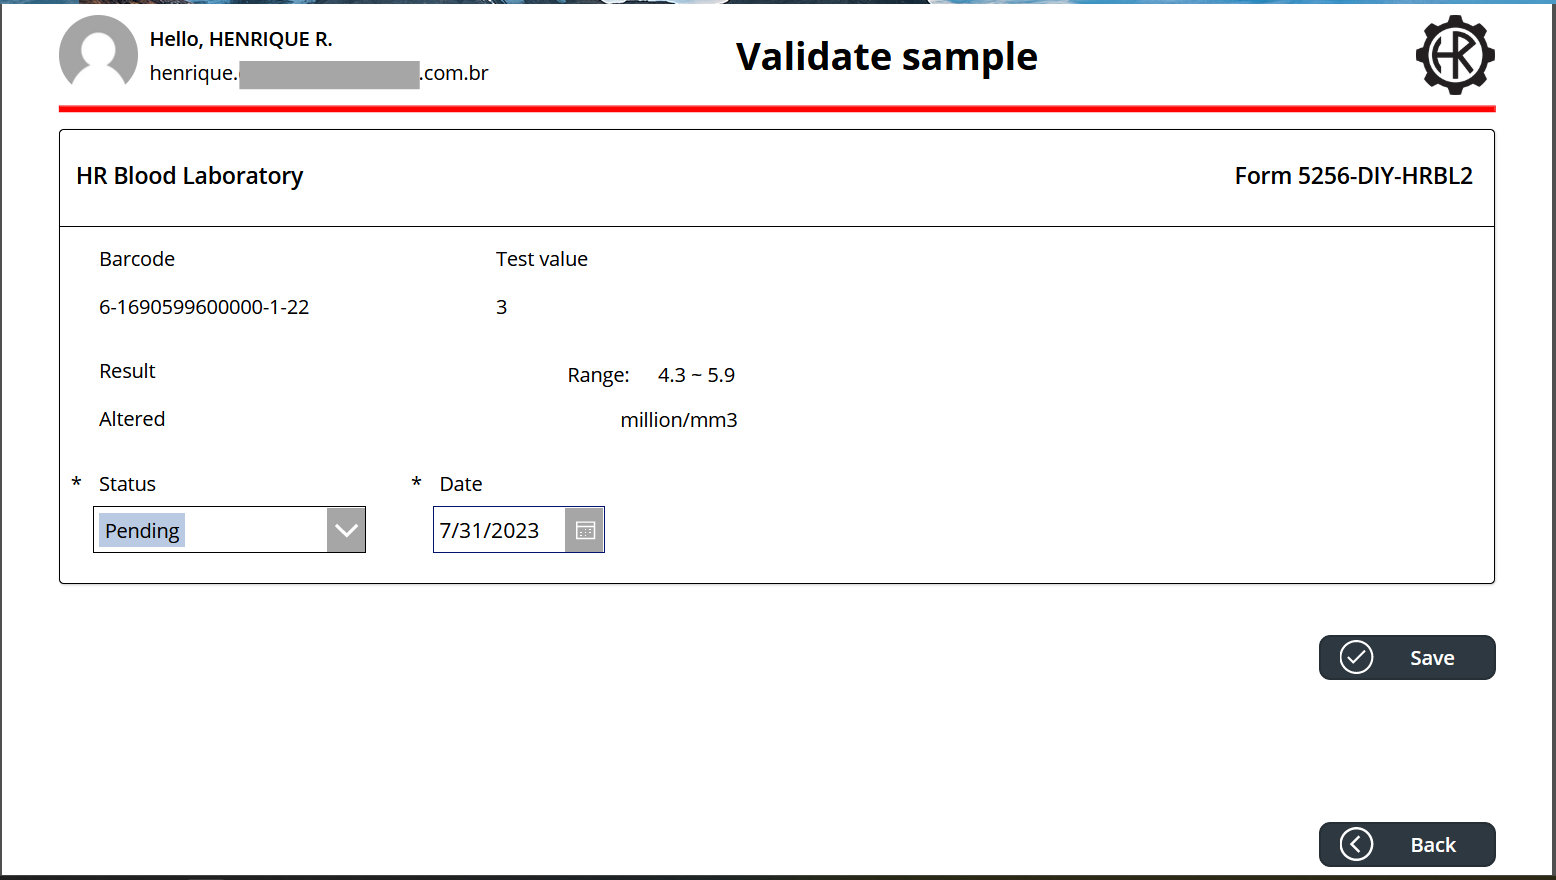 Hello, HENRIQUE R.
henrique.
.com.br
Validate sample
HR
HR Blood Laboratory
Form 5256-DIY-HRBL2
Barcode
Test value
6-1690599600000-1-22
3
Result
Range: 4.3 ~ 5.9
Altered
million/mm3
* Status
* Date
Pending
7/31/2023
Save
Back